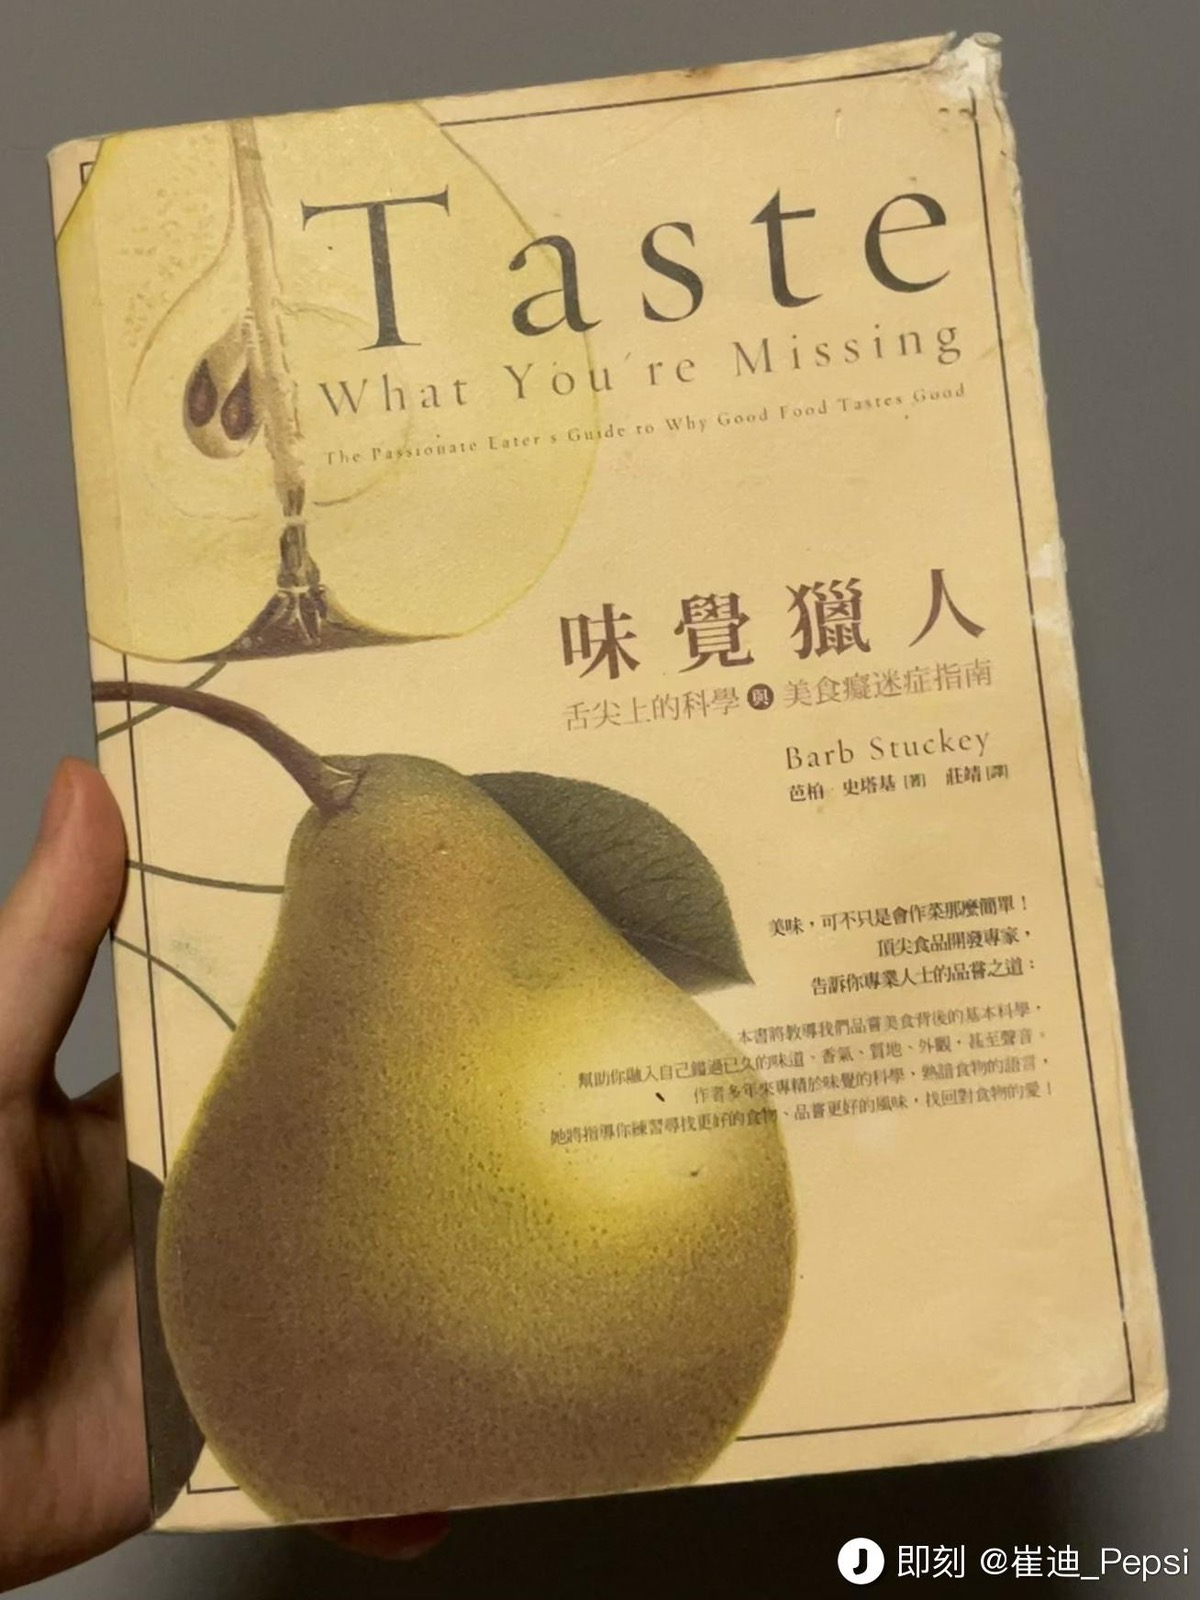 Taste
What You're Missing
The Passionate Eater's Guide to Why Good Food Tastes Good
味覺獵人
舌尖上的科學與美食癡迷症指南
Barb Stuckey
芭柏 史塔基[著] 莊靖[譯]
美味，可不只是會作菜那麼簡單！
頂尖食品開發專家，
告訴你專業人士的品嘗之道：
本書將教導我們品嘗美食背後的基本科學，
幫助你融入自己錯過已久的味道、香氣、質地、外觀，甚至聲音。
作者多年來專精於味覺的科學，熟諳食物的語言，
她將指導你練習尋找更好的食物、品嘗更好的風味，找回對食物的愛！
即刻 @崔迪_Pepsi